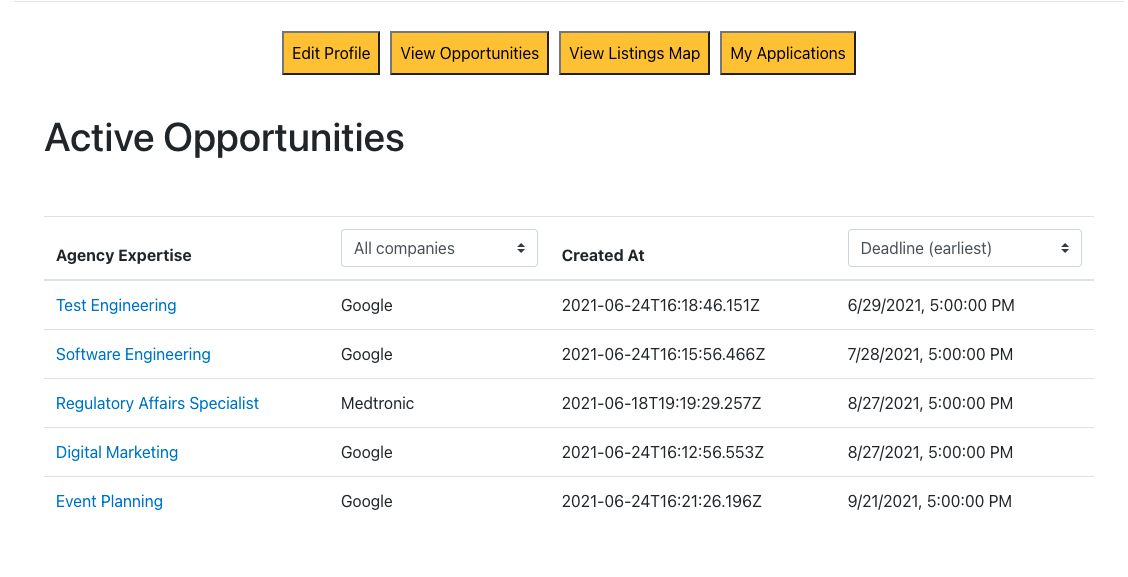 Edit Profile View Opportunities View Listings Map My Applications
Active Opportunities
Agency Expertise All companies Created At Deadline (earliest)
Test Engineering Google 2021-06-24T16:18:46.151Z 6/29/2021, 5:00:00 PM
Software Engineering Google 2021-06-24T16:15:56.466Z 7/28/2021, 5:00:00 PM
Regulatory Affairs Specialist Medtronic 2021-06-18T19:19:29.257Z 8/27/2021, 5:00:00 PM
Digital Marketing Google 2021-06-24T16:12:56.553Z 8/27/2021, 5:00:00 PM
Event Planning Google 2021-06-24T16:21:26.196Z 9/21/2021, 5:00:00 PM